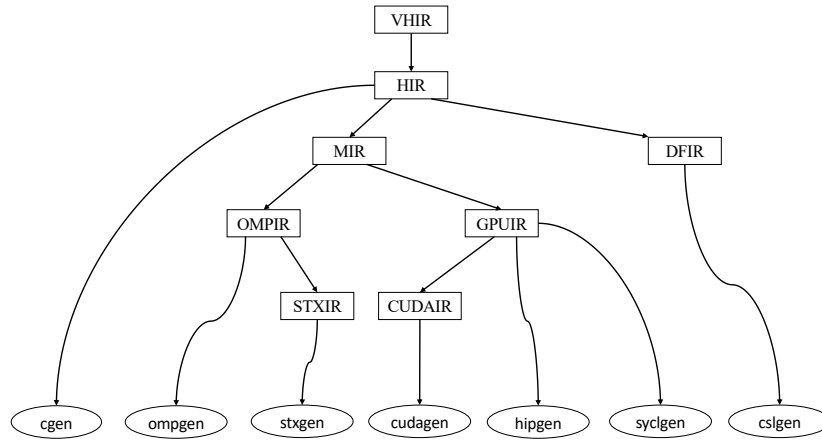 VHIR
HIR
MIR
DFIR
OMPIR
GPUIR
STXIR
CUDAIR
cgen
ompgen
stxgen
cudagen
hipgen
syclgen
cslgen